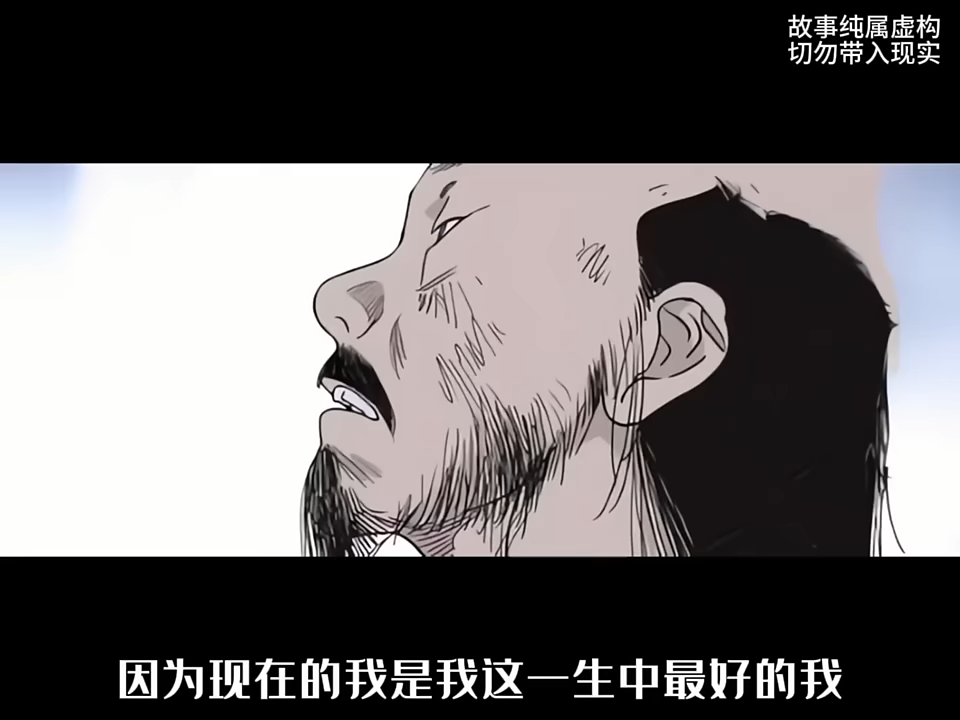 故事纯属虚构
切勿带入现实
因为现在的我是我这一生中最好的我